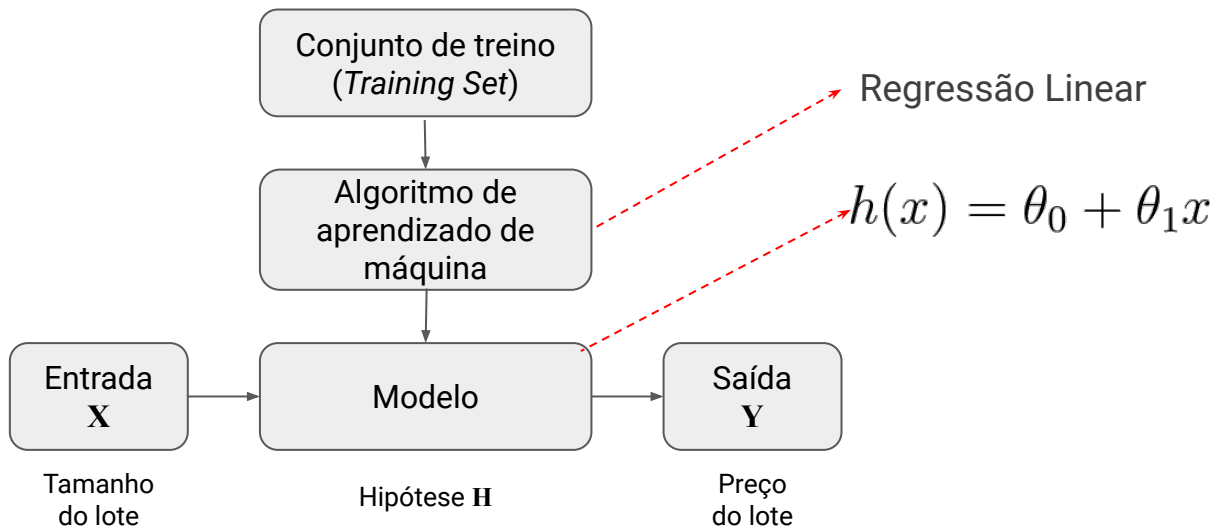 Conjunto de treino
(Training Set)
Regressão Linear
Algoritmo de
aprendizado de
máquina
h(x) = θ₀ + θ₁x
Entrada
X
Modelo
Saída
Y
Tamanho
do lote
Hipótese H
Preço
do lote